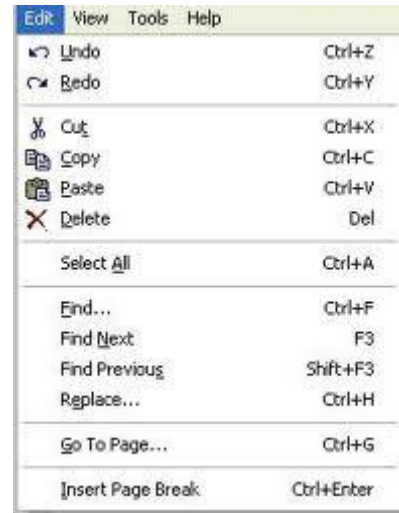 Edit View Tools Help
Undo Ctrl+Z
Redo Ctrl+Y
Cut Ctrl+X
Copy Ctrl+C
Paste Ctrl+V
Delete Del
Select All Ctrl+A
Find... Ctrl+F
Find Next F3
Find Previous Shift+F3
Replace... Ctrl+H
Go To Page... Ctrl+G
Insert Page Break Ctrl+Enter